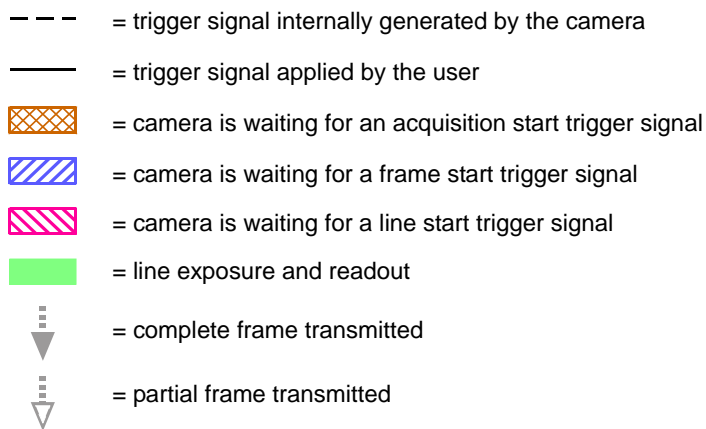 = trigger signal internally generated by the camera
= trigger signal applied by the user
= camera is waiting for an acquisition start trigger signal
= camera is waiting for a frame start trigger signal
= camera is waiting for a line start trigger signal
= line exposure and readout
= complete frame transmitted
= partial frame transmitted